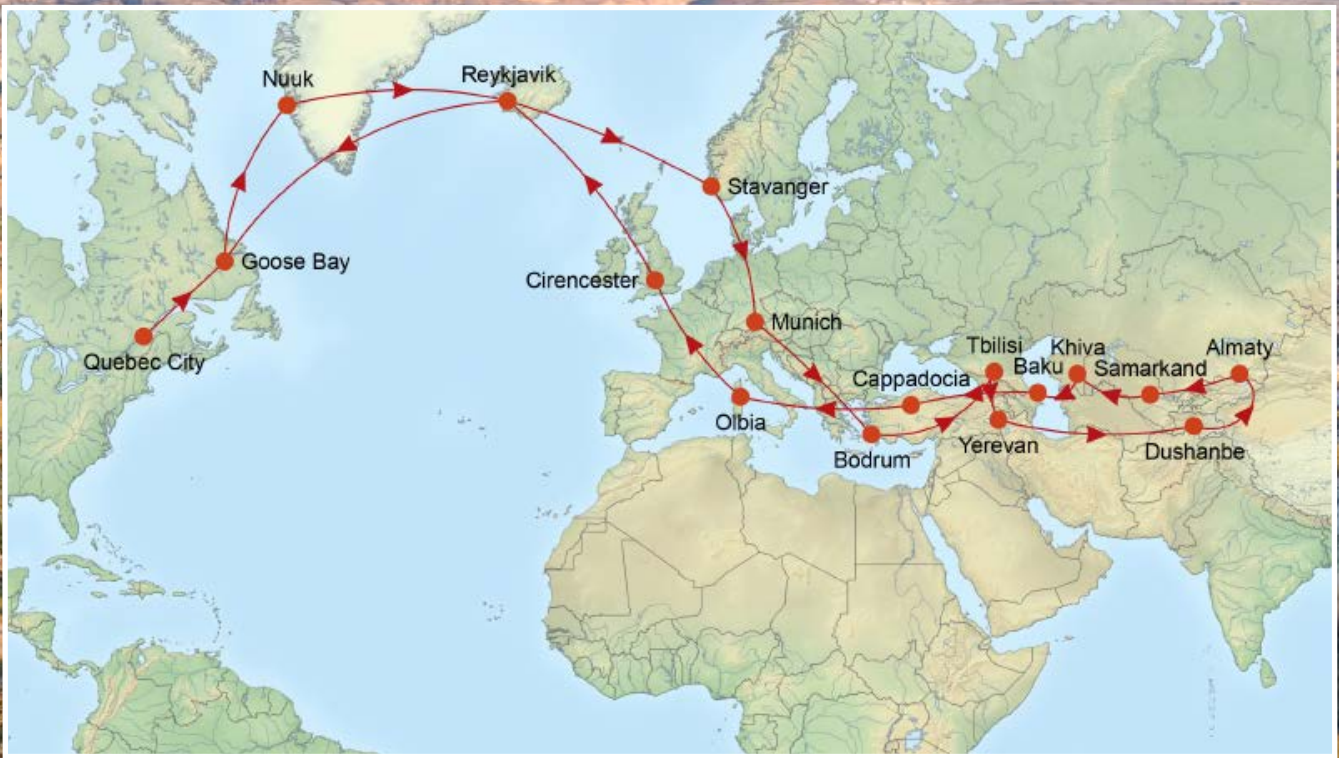 Nuuk
Reykjavik
Stavanger
Goose Bay
Cirencester
Munich
Quebec City
Tbilisi
Khiva
Almaty
Baku
Samarkand
Cappadocia
Olbia
Yerevan
Dushanbe
Bodrum